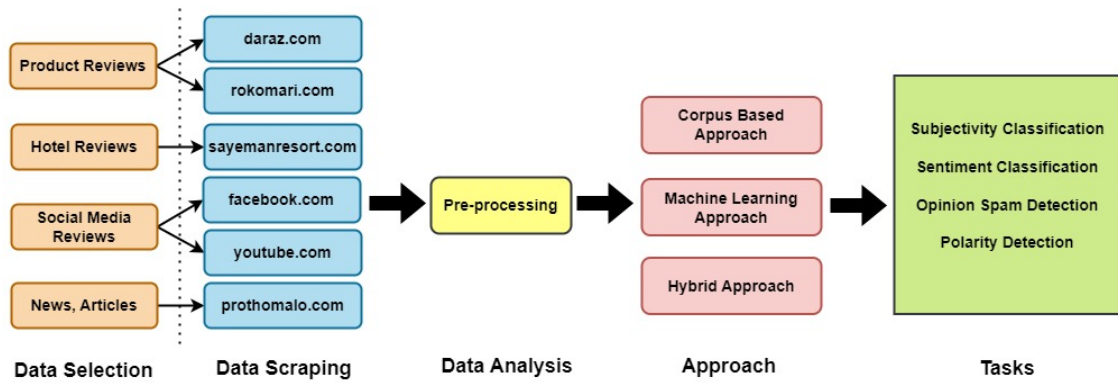 Product Reviews
Hotel Reviews
Social Media
Reviews
News, Articles
Data Selection
daraz.com
rokomari.com
sayemanresort.com
facebook.com
youtube.com
prothomalo.com
Data Scraping
Pre-processing
Data Analysis
Corpus Based
Approach
Machine Learning
Approach
Hybrid Approach
Approach
Subjectivity Classification
Sentiment Classification
Opinion Spam Detection
Polarity Detection
Tasks